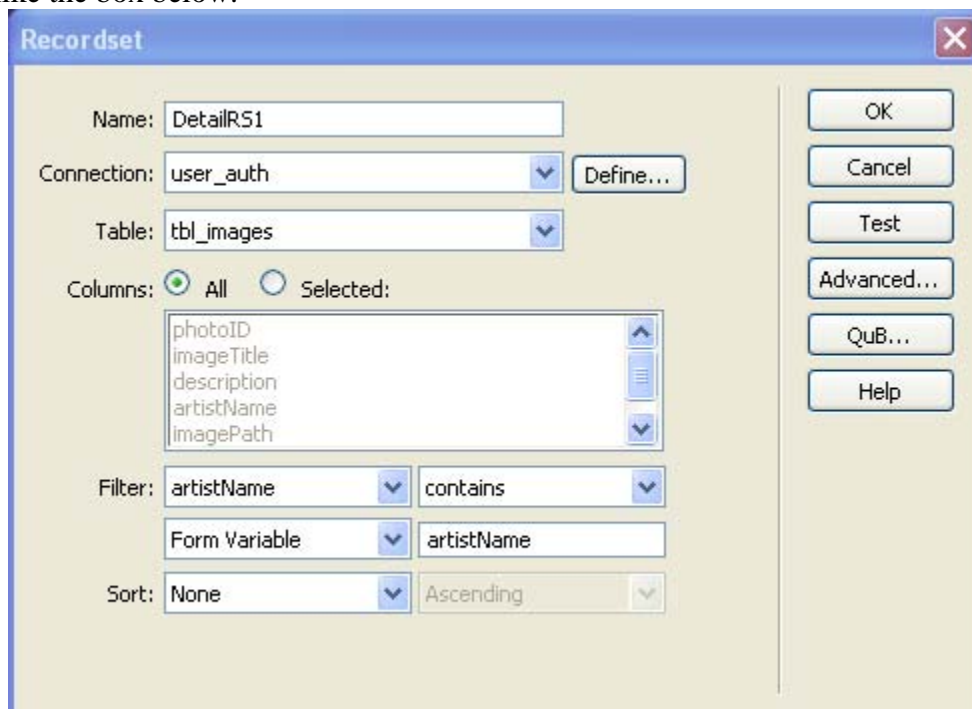 Recordset
Name: DetailRS1
Connection: user_auth Define...
Table: tbl_images
Columns: All Selected:
photoID
imageTitle
description
artistName
imagePath
Filter: artistName contains
Form Variable artistName
Sort: None Ascending
OK
Cancel
Test
Advanced...
QuB...
Help